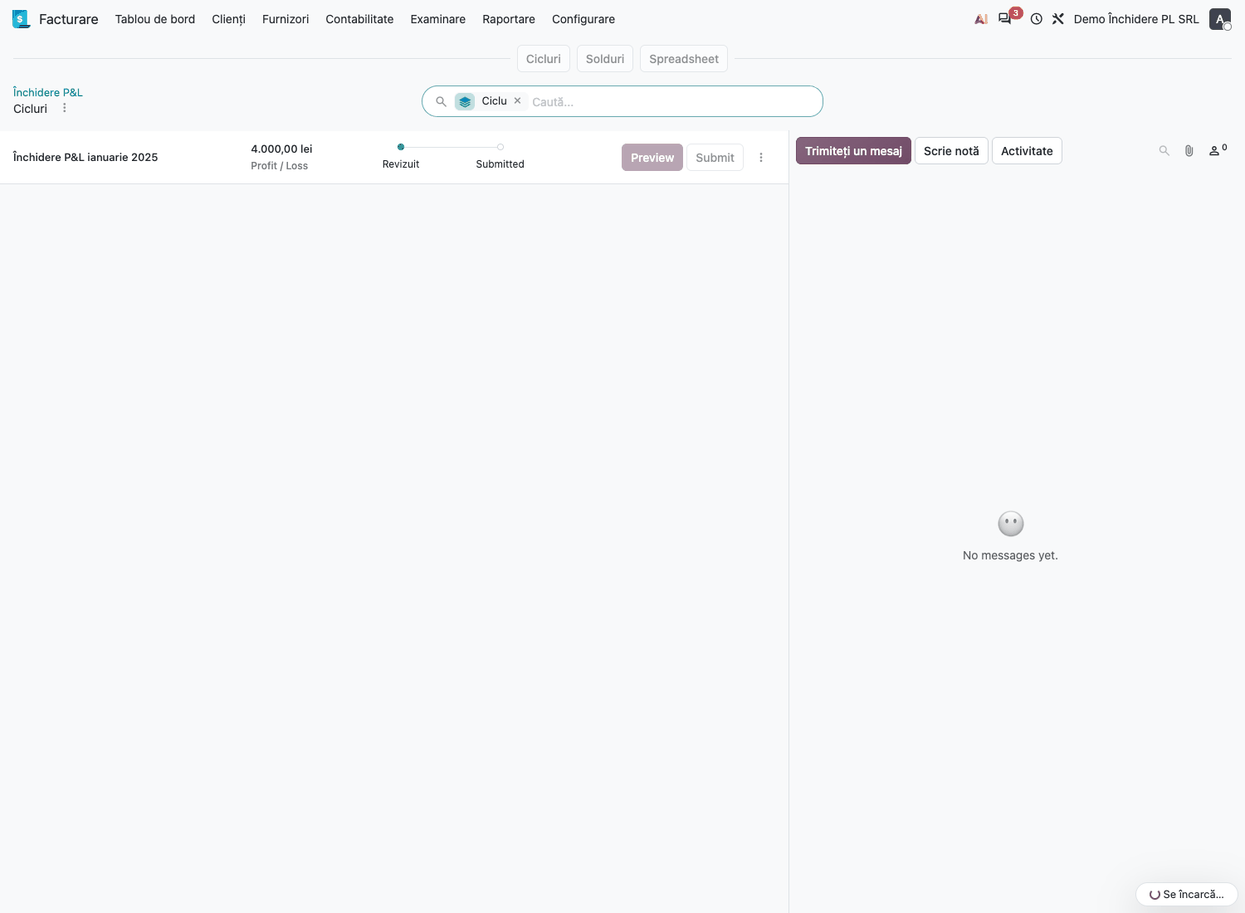 Facturare Tablou de bord Clienți Furnizori Contabilitate Examinare Raportare Configurare AI 3 Demo Închidere PL SRL A
Cicluri Solduri Spreadsheet
Închidere P&L
Cicluri
Ciclu × Caută...
Închidere P&L ianuarie 2025
4.000,00 lei
Profit / Loss
Revizuit Submitted
Preview Submit
Trimiteți un mesaj Scrie notă Activitate 0
No messages yet.
Se încarcă...